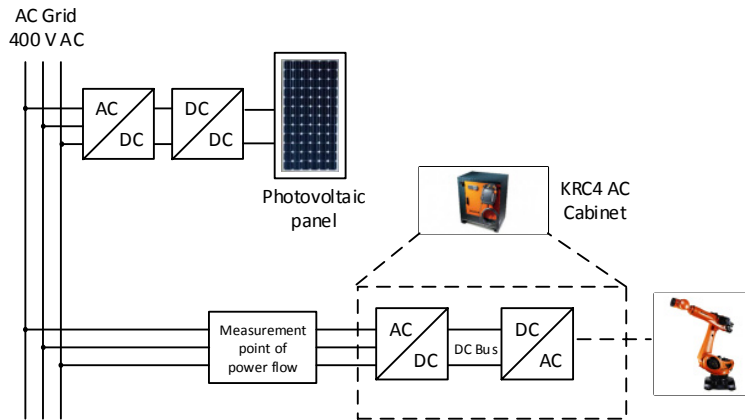 AC Grid
400 V AC
AC
DC
DC
DC
Photovoltaic
panel
KRC4 AC
Cabinet
Measurement
point of
power flow
AC
DC
DC Bus
DC
AC